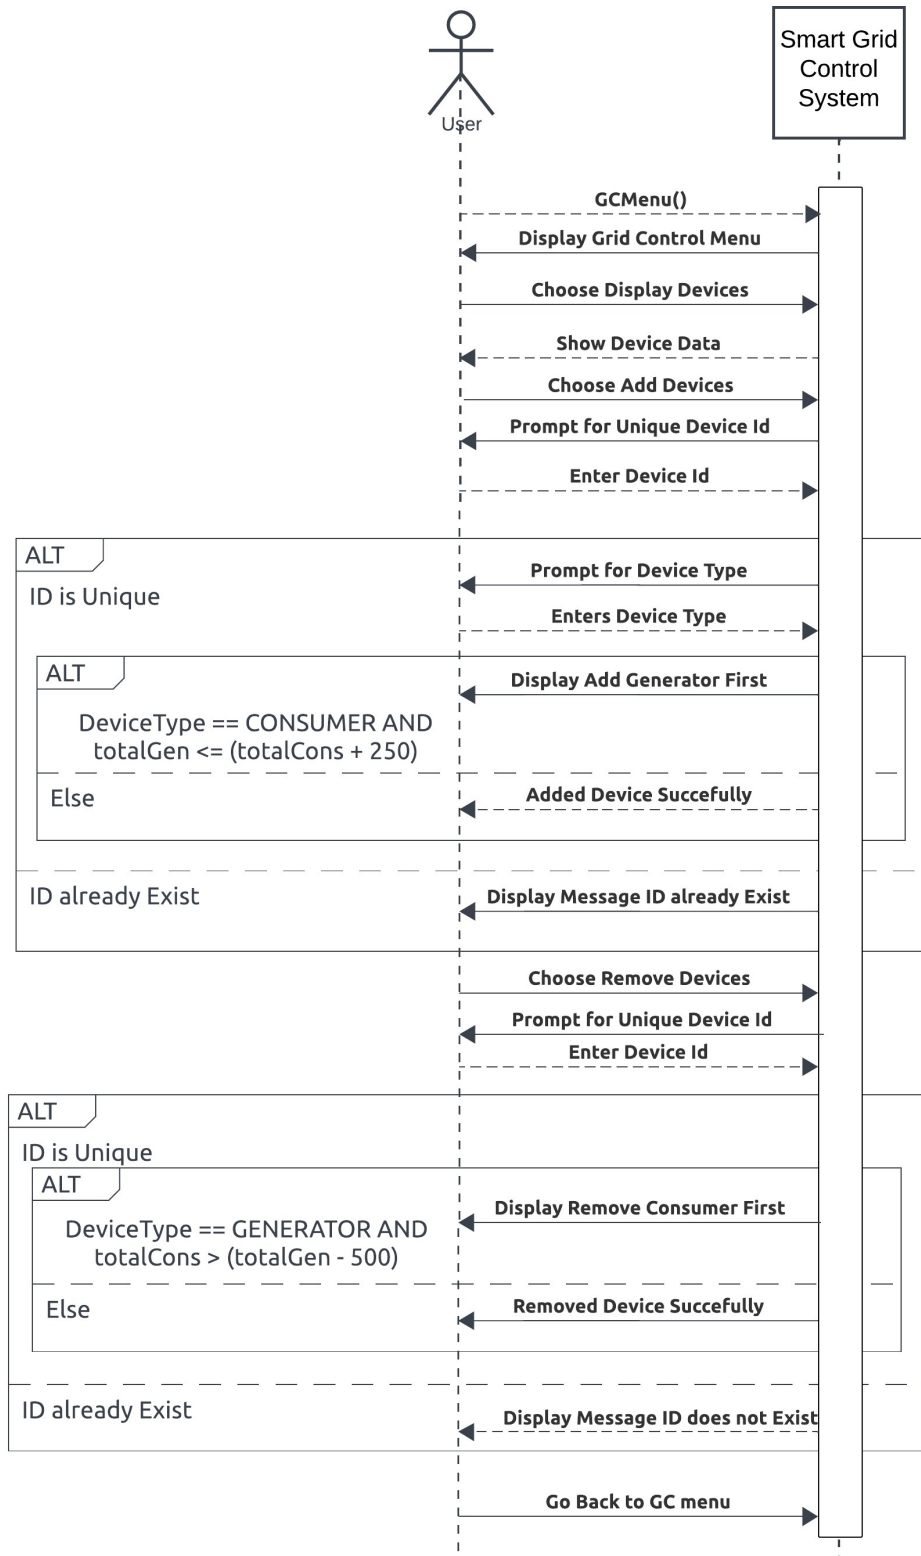 Smart Grid
Control
System
User
GCMenu()
Display Grid Control Menu
Choose Display Devices
Show Device Data
Choose Add Devices
Prompt for Unique Device Id
Enter Device Id
ALT
ID is Unique
Prompt for Device Type
Enters Device Type
ALT
Display Add Generator First
DeviceType == CONSUMER AND
totalGen <= (totalCons + 250)
Else
Added Device Succefully
ID already Exist
Display Message ID already Exist
Choose Remove Devices
Prompt for Unique Device Id
Enter Device Id
ALT
ID is Unique
ALT
Display Remove Consumer First
DeviceType == GENERATOR AND
totalCons > (totalGen - 500)
Else
Removed Device Succefully
ID already Exist
Display Message ID does not Exist
Go Back to GC menu